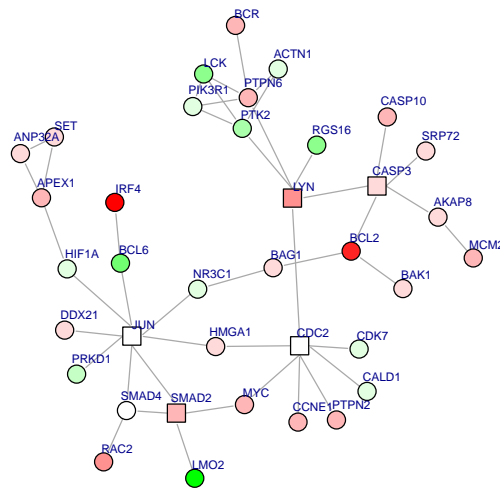 BCR
ACTN1
LCK
PTPN6
PIK3R1
CASP10
PTK2
SET
RGS16
ANP32A
SRP72
CASP3
APEX1
LYN
IRF4
AKAP8
BCL2
HIF1A
BCL6
BAG1
MCM2
NR3C1
BAK1
DDX21
JUN
HMGA1
CDC2
CDK7
PRKD1
CALD1
SMAD4
SMAD2
MYC
CCNE1
PTPN2
RAC2
LMO2